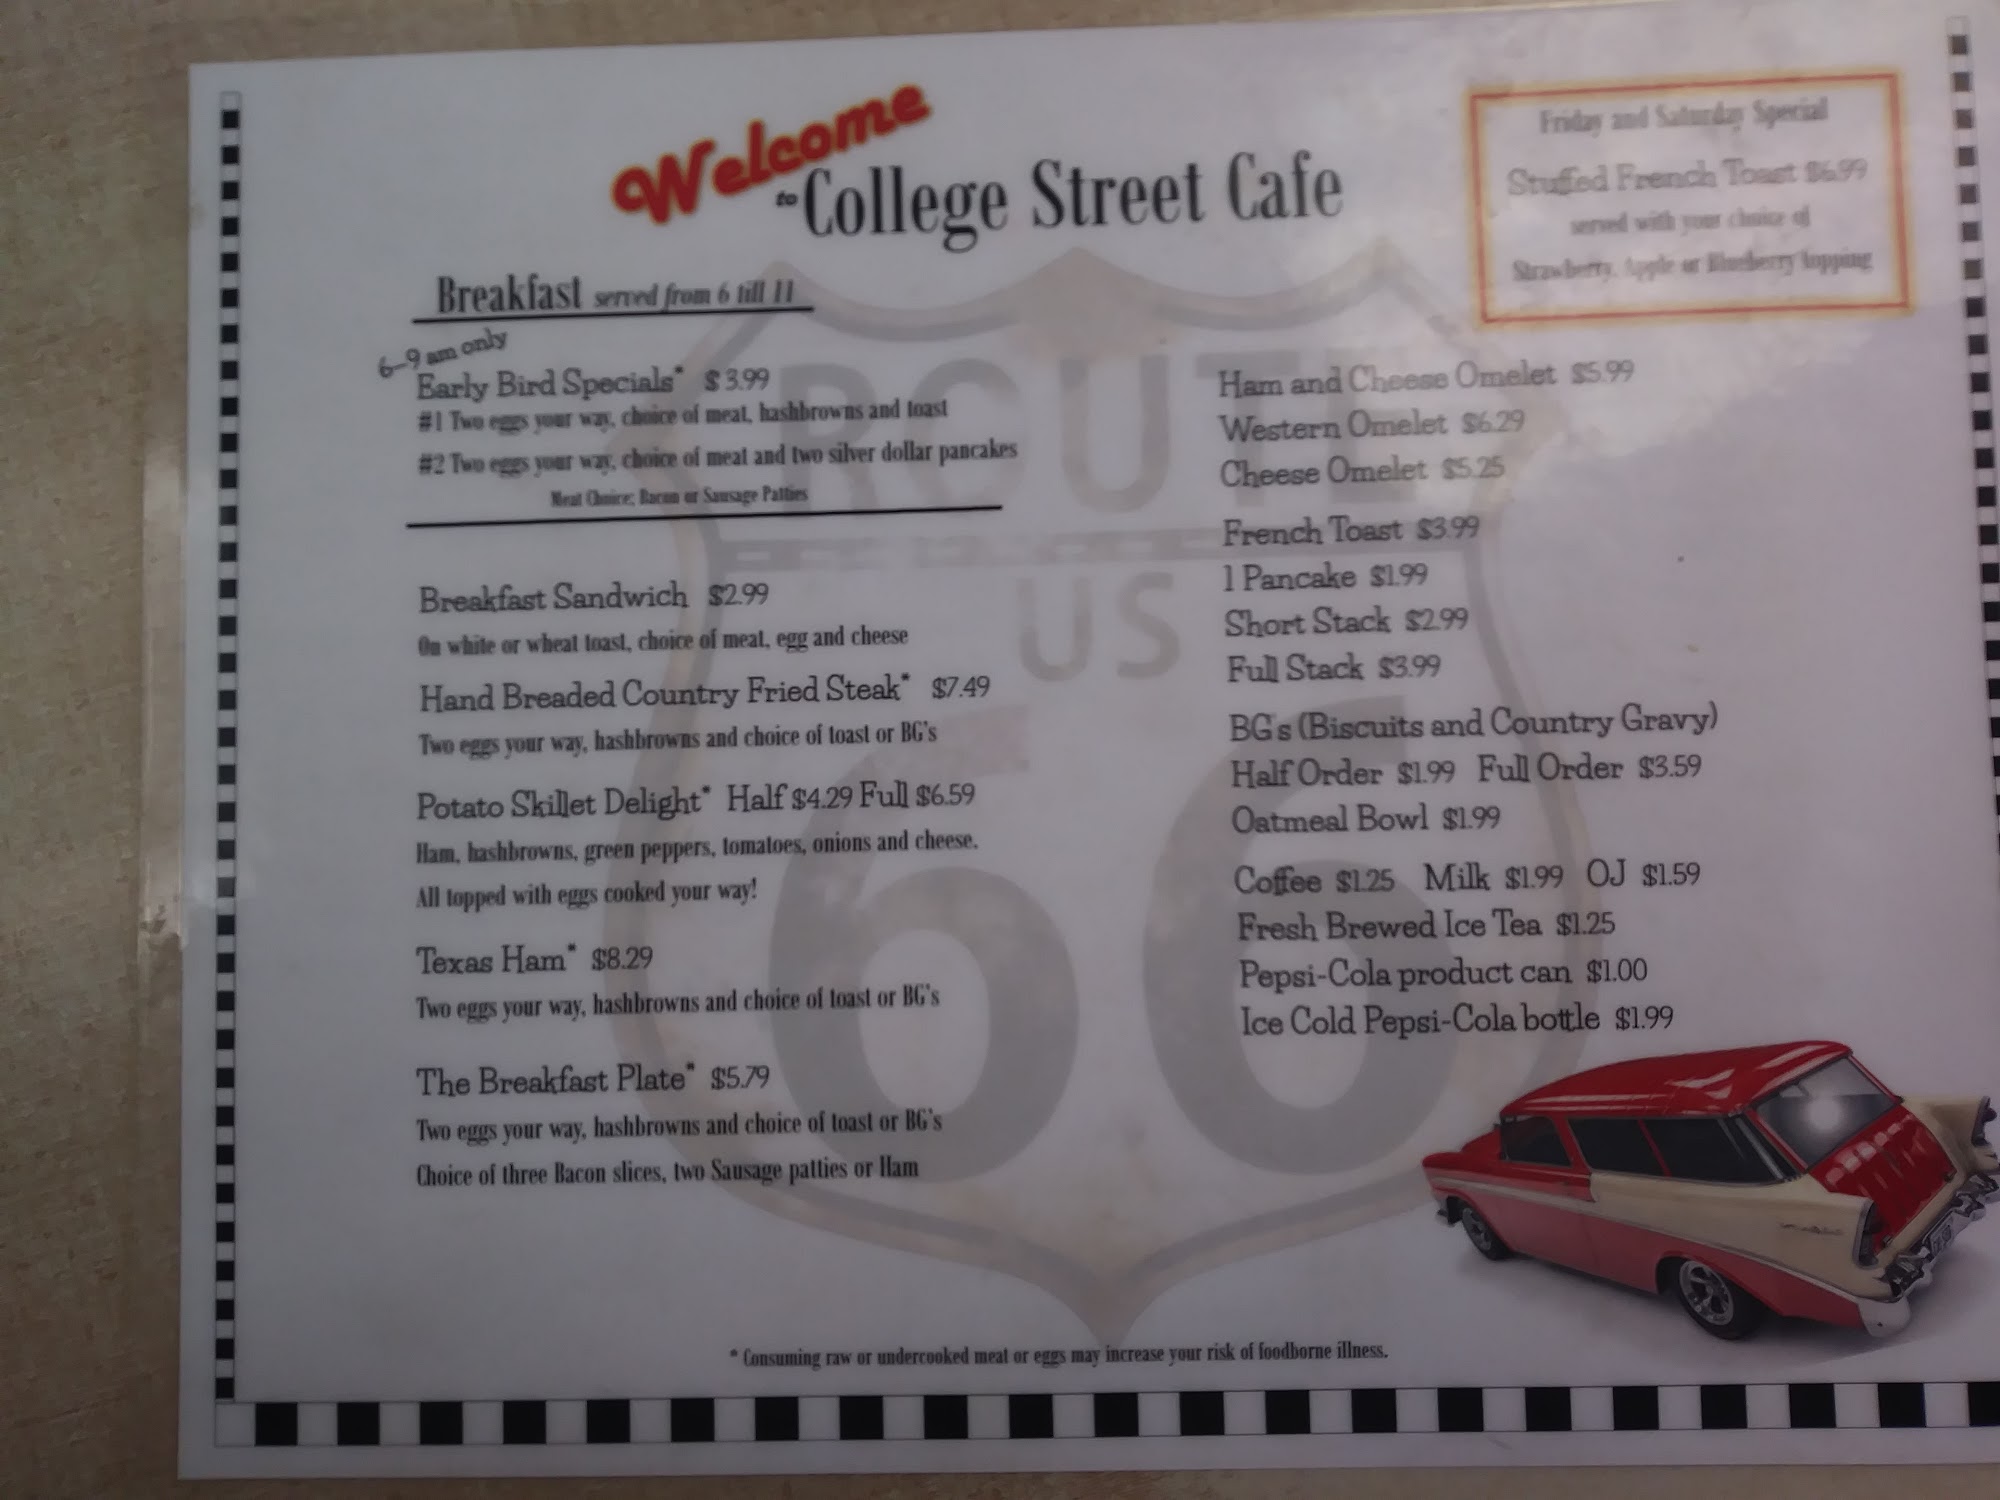 Welcome
to College Street Cafe
Friday and Saturday Special
Stuffed French Toast $6.99
served with your choice of
Strawberry, Apple or Blueberry topping
Breakfast served from 6 till 11
6-9 am only
Early Bird Specials* $3.99
#1 Two eggs your way, choice of meat, hashbrowns and toast
#2 Two eggs your way, choice of meat and two silver dollar pancakes
Meat Choice; Bacon or Sausage Patties
Breakfast Sandwich $2.99
On white or wheat toast, choice of meat, egg and cheese
Hand Breaded Country Fried Steak* $7.49
Two eggs your way, hashbrowns and choice of toast or BG's
Potato Skillet Delight* Half $4.29 Full $6.59
Ham, hashbrowns, green peppers, tomatoes, onions and cheese.
All topped with eggs cooked your way!
Texas Ham* $8.29
Two eggs your way, hashbrowns and choice of toast or BG's
The Breakfast Plate* $5.79
Two eggs your way, hashbrowns and choice of toast or BG's
Choice of three Bacon slices, two Sausage patties or Ham
Ham and Cheese Omelet $5.99
Western Omelet $6.29
Cheese Omelet $5.25
French Toast $3.99
1 Pancake $1.99
Short Stack $2.99
Full Stack $3.99
BG's (Biscuits and Country Gravy)
Half Order $1.99 Full Order $3.59
Oatmeal Bowl $1.99
Coffee $1.25 Milk $1.99 OJ $1.59
Fresh Brewed Ice Tea $1.25
Pepsi-Cola product can $1.00
Ice Cold Pepsi-Cola bottle $1.99
ROUTE
US
66
* Consuming raw or undercooked meat or eggs may increase your risk of foodborne illness.